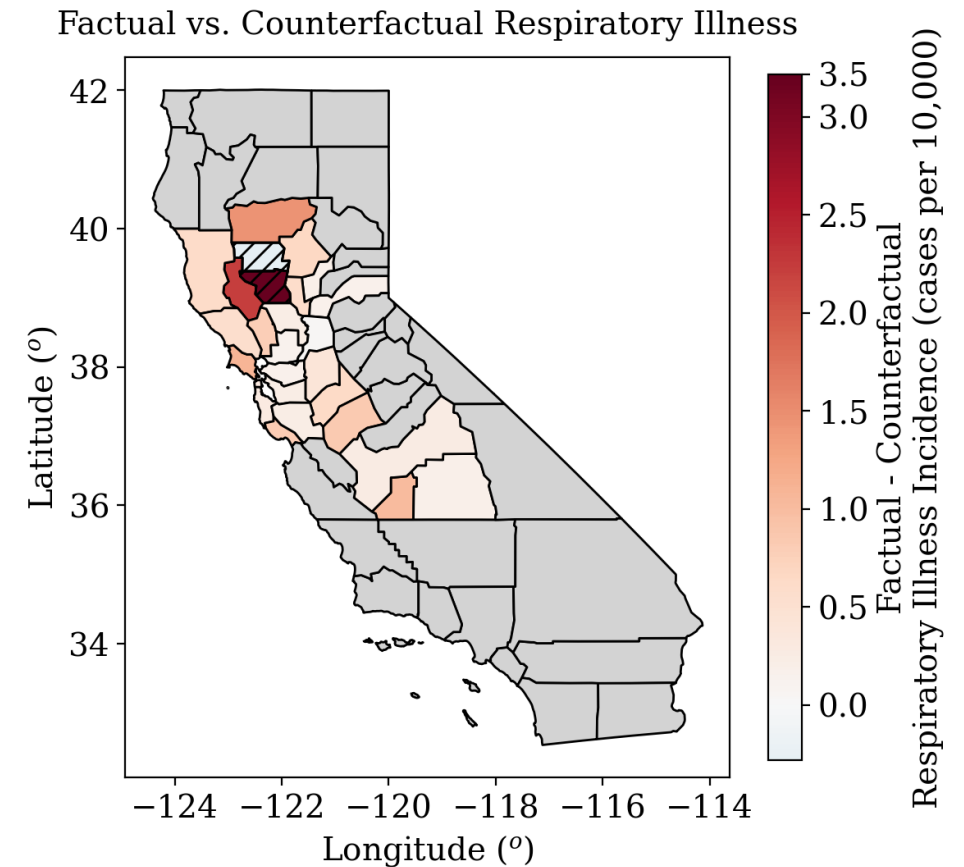 Factual vs. Counterfactual Respiratory Illness
42
40
38
36
34
Latitude (°)
−124 −122 −120 −118 −116 −114
Longitude (°)
3.5
3.0
2.5
2.0
1.5
1.0
0.5
0.0
Factual - Counterfactual
Respiratory Illness Incidence (cases per 10,000)